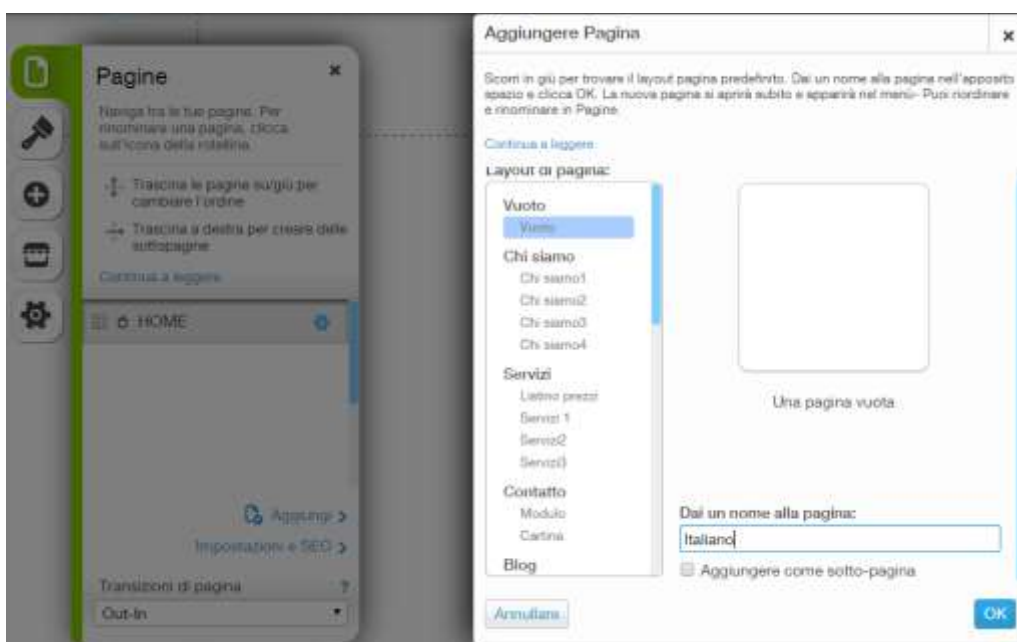 Pagine
Naviga tra le tue pagine. Per
rinominare una pagina, clicca
sull'icona della rotellina.
Trascina le pagine su/giù per
cambiare l'ordine
Trascina a destra per creare delle
sottopagine
Continua a leggere
HOME
Aggiungi >
Impostazioni e SEO >
Transizioni di pagina ?
Out-In
Aggiungere Pagina
Scorri in giù per trovare il layout pagina predefinito. Dai un nome alla pagina nell'apposito
spazio e clicca OK. La nuova pagina si aprirà subito e apparirà nel menù- Puoi riordinare
e rinominare in Pagine.
Continua a leggere
Layout di pagina:
Vuoto
Vuoto
Chi siamo
Chi siamo1
Chi siamo2
Chi siamo3
Chi siamo4
Servizi
Listino prezzi
Servizi 1
Servizi2
Servizi3
Contatto
Modulo
Cartina
Blog
Una pagina vuota
Dai un nome alla pagina:
Italiano
Aggiungere come sotto-pagina
Annullare
OK